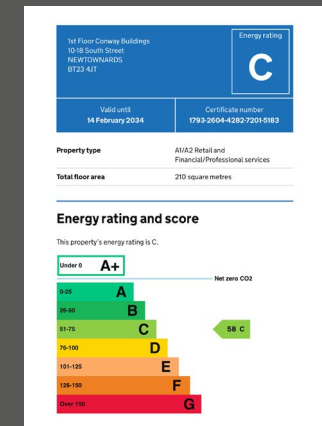 1st Floor Conway Buildings
10-18 South Street
NEWTOWNARDS
BT23 4JT
Energy rating
C
Valid until
14 February 2034
Certificate number
1793-2604-4282-7201-5183
Property type
A1/A2 Retail and
Financial/Professional services
Total floor area
210 square metres
Energy rating and score
This property's energy rating is C.
Under 0 A+
Net zero CO2
0-25 A
26-50 B
51-75 C
58 C
76-100 D
101-125 E
126-150 F
Over 150 G